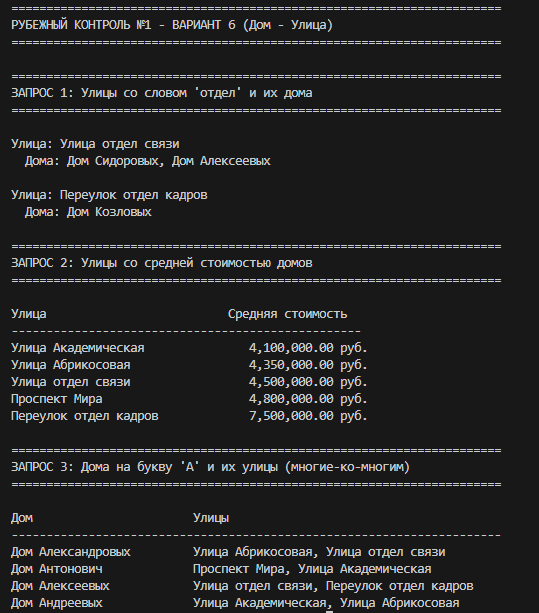 ======================================================================
РУБЕЖНЫЙ КОНТРОЛЬ №1 - ВАРИАНТ 6 (Дом - Улица)
======================================================================

======================================================================
ЗАПРОС 1: Улицы со словом 'отдел' и их дома
======================================================================

Улица: Улица отдел связи
  Дома: Дом Сидоровых, Дом Алексеевых

Улица: Переулок отдел кадров
  Дома: Дом Козловых

======================================================================
ЗАПРОС 2: Улицы со средней стоимостью домов
======================================================================

Улица                          Средняя стоимость
--------------------------------------------------
Улица Академическая               4,100,000.00 руб.
Улица Абрикосовая                 4,350,000.00 руб.
Улица отдел связи                 4,500,000.00 руб.
Проспект Мира                     4,800,000.00 руб.
Переулок отдел кадров             7,500,000.00 руб.

======================================================================
ЗАПРОС 3: Дома на букву 'А' и их улицы (многие-ко-многим)
======================================================================

Дом                       Улицы
----------------------------------------------------------------------
Дом Александровых         Улица Абрикосовая, Улица отдел связи
Дом Антонович             Проспект Мира, Улица Академическая
Дом Алексеевых            Улица отдел связи, Переулок отдел кадров
Дом Андреевых             Улица Академическая, Улица Абрикосовая